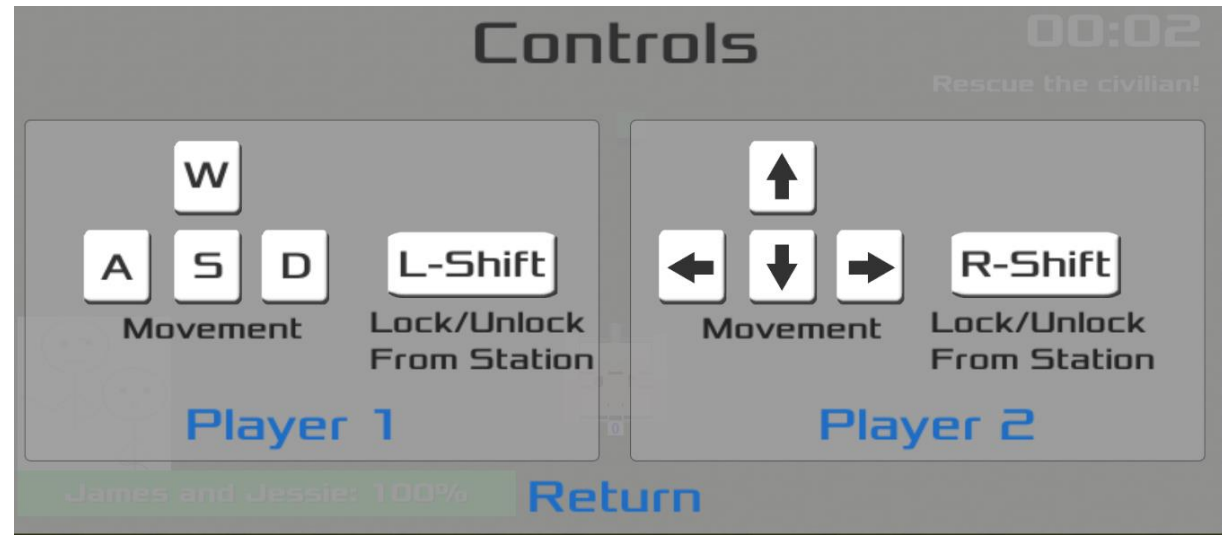 Controls
00:02
Rescue the civilian!
W
A S D
L-Shift
Movement
Lock/Unlock
From Station
Player 1
R-Shift
Movement
Lock/Unlock
From Station
Player 2
0
James and Jessie: 100%
Return